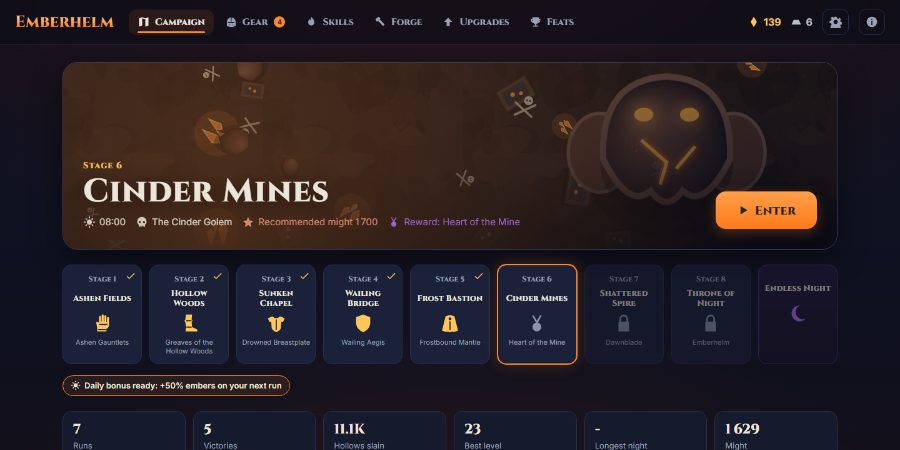 Emberhelm
Campaign
Gear 4
Skills
Forge
Upgrades
Feats
139
6
Stage 6
Cinder Mines
08:00 The Cinder Golem Recommended might 1700 Reward: Heart of the Mine
Enter
Stage 1
Ashen Fields
Ashen Gauntlets
Stage 2
Hollow
Woods
Greaves of the
Hollow Woods
Stage 3
Sunken
Chapel
Drowned Breastplate
Stage 4
Wailing
Bridge
Wailing Aegis
Stage 5
Frost Bastion
Frostbound Mantle
Stage 6
Cinder Mines
Heart of the Mine
Stage 7
Shattered
Spire
Dawnblade
Stage 8
Throne of
Night
Emberhelm
Endless Night
Daily bonus ready: +50% embers on your next run
7
Runs
5
Victories
11.1K
Hollows slain
23
Best level
-
Longest night
1 629
Might